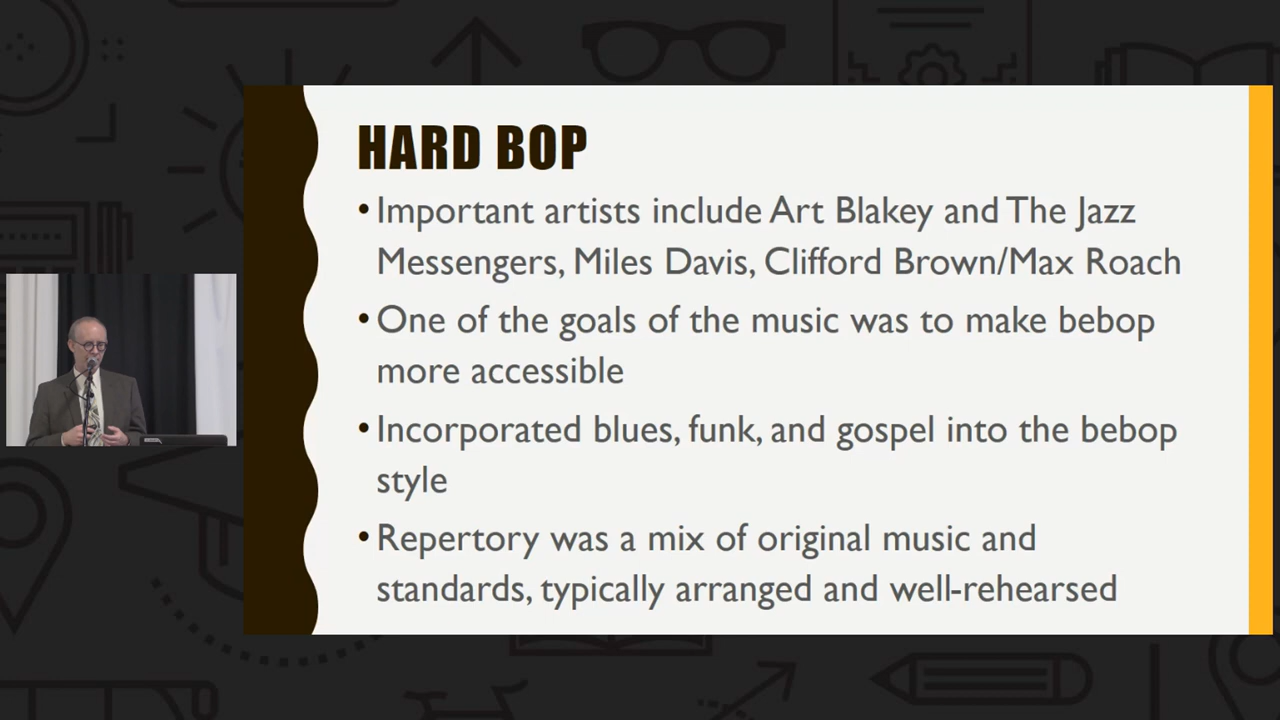 HARD BOP
•Important artists include Art Blakey and The Jazz
Messengers, Miles Davis, Clifford Brown/Max Roach
•One of the goals of the music was to make bebop
more accessible
•Incorporated blues, funk, and gospel into the bebop
style
•Repertory was a mix of original music and
standards, typically arranged and well-rehearsed